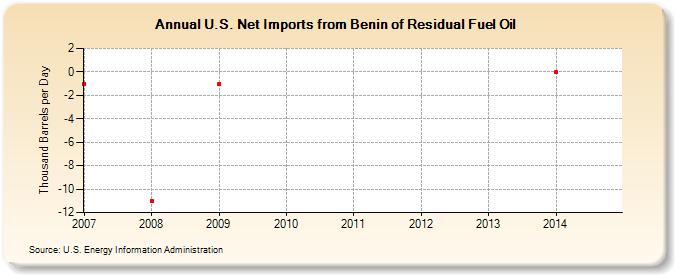 Annual U.S. Net Imports from Benin of Residual Fuel Oil
Thousand Barrels per Day
2
0
-2
-4
-6
-8
-10
-12
2007 2008 2009 2010 2011 2012 2013 2014
Source: U.S. Energy Information Administration